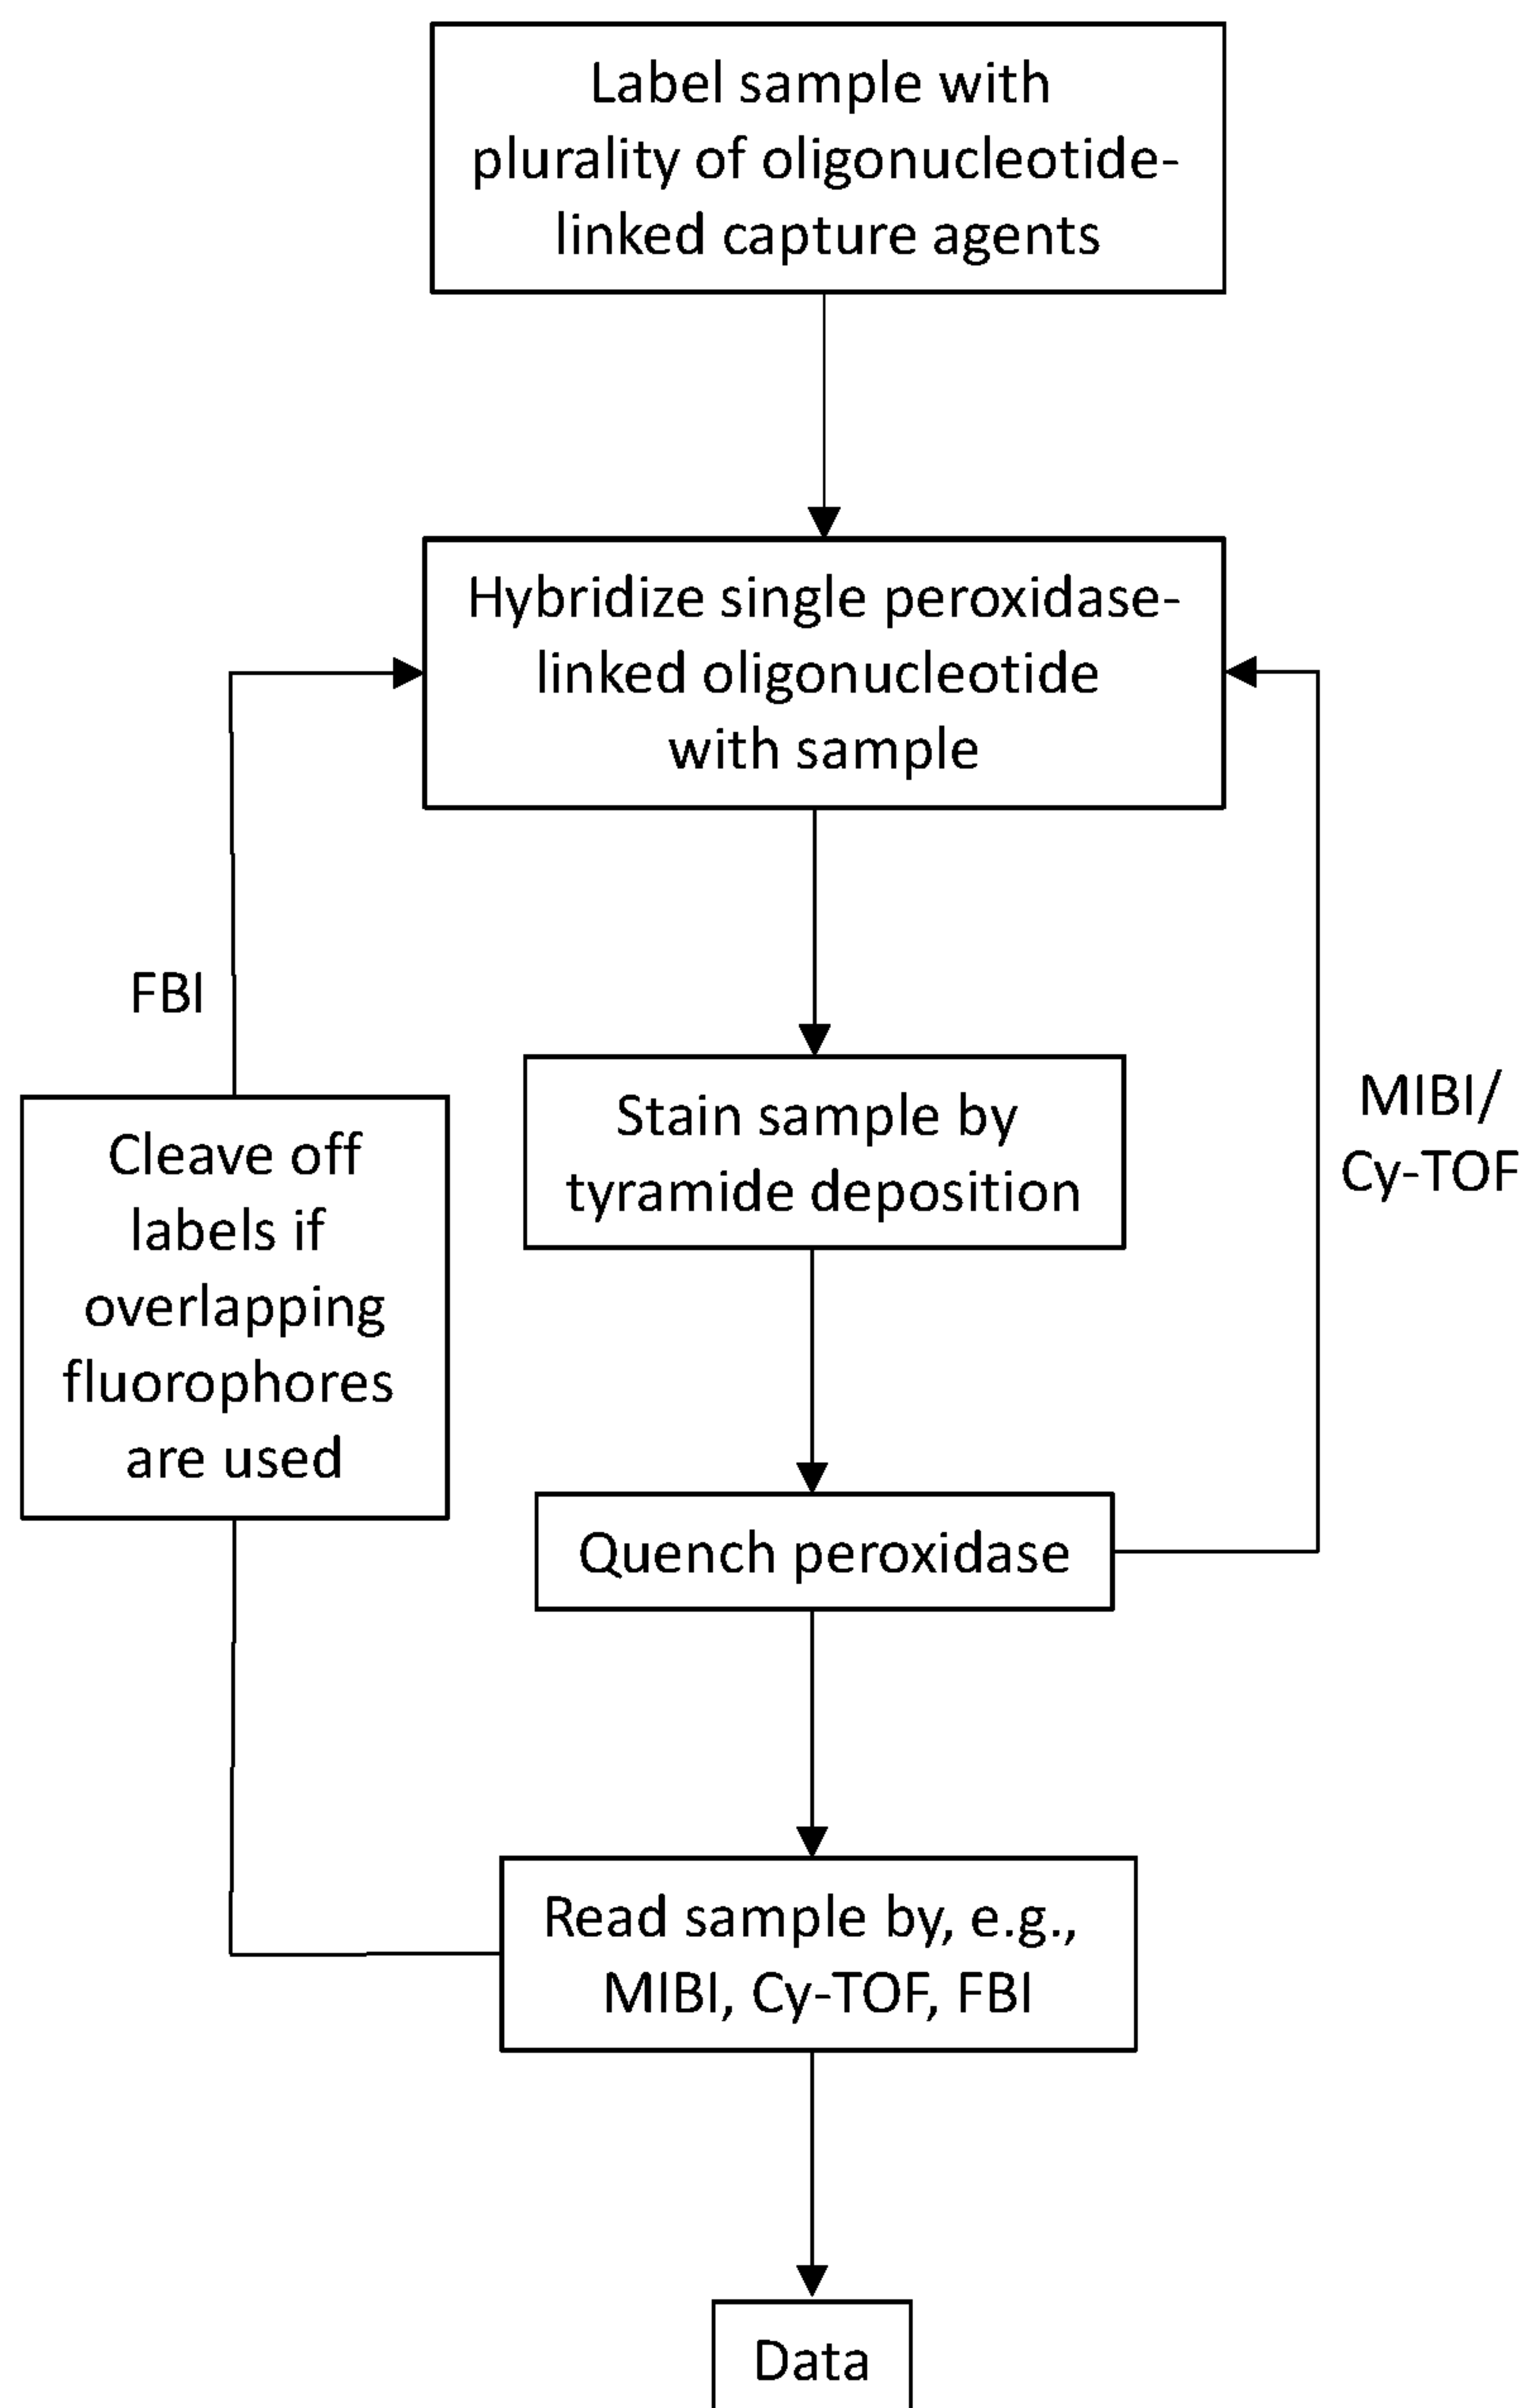 Label sample with
plurality of oligonucleotide-
linked capture agents
Hybridize single peroxidase-
linked oligonucleotide
with sample
FBI
Stain sample by
tyramide deposition
MIBI/
Cy-TOF
Cleave off
labels if
overlapping
fluorophores
are used
Quench peroxidase
Read sample by, e.g.,
MIBI, Cy-TOF, FBI
Data